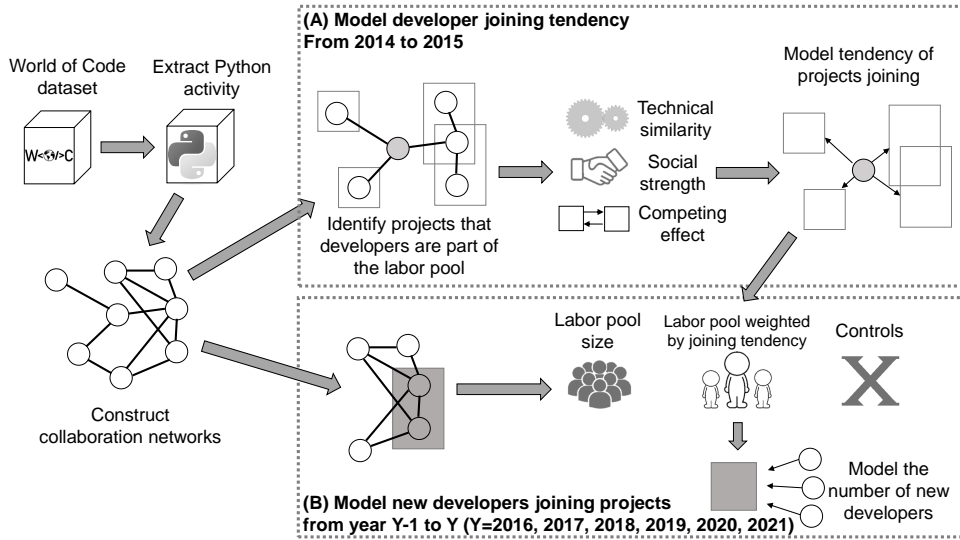 World of Code
dataset
W< />C
Extract Python
activity
Construct
collaboration networks
(A) Model developer joining tendency
From 2014 to 2015
Identify projects that
developers are part of
the labor pool
Technical
similarity
Social
strength
Competing
effect
Model tendency of
projects joining
Labor pool
size
Labor pool weighted
by joining tendency
Controls
X
Model the
number of new
developers
(B) Model new developers joining projects
from year Y-1 to Y (Y=2016, 2017, 2018, 2019, 2020, 2021)